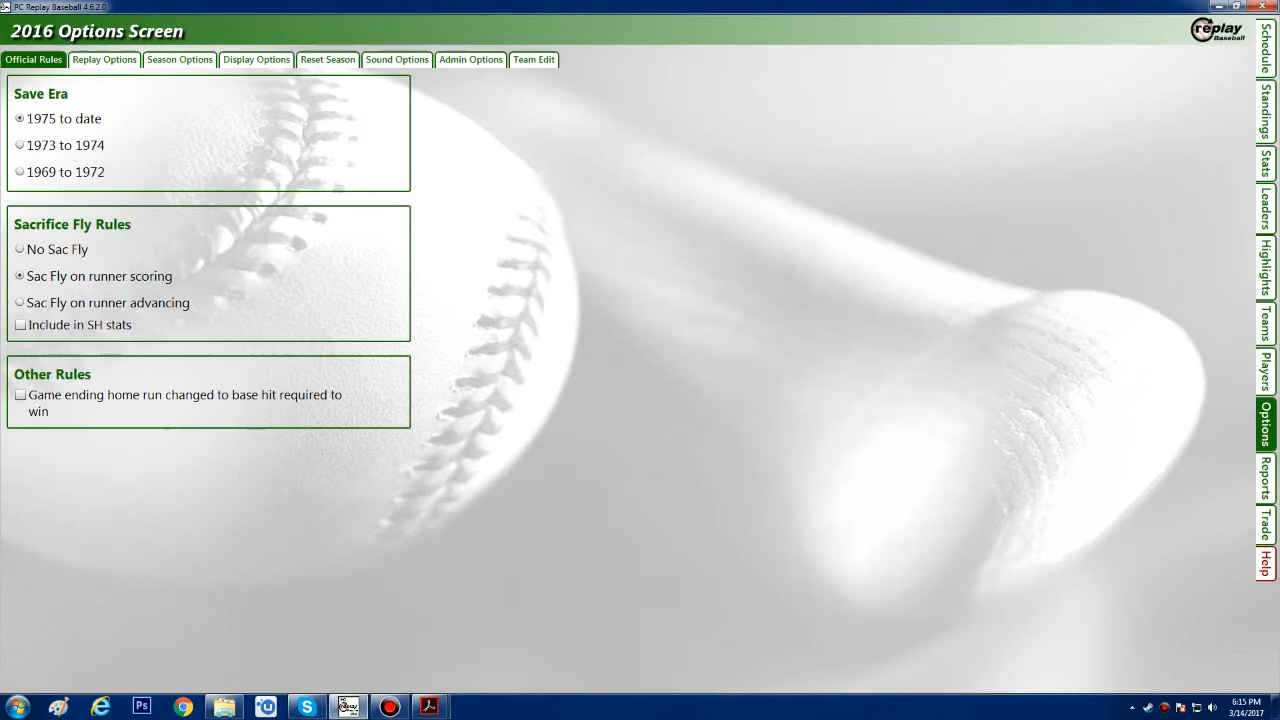 PC Replay Baseball 4.6.2.0
2016 Options Screen
replay
Baseball
Official Rules
Replay Options
Season Options
Display Options
Reset Season
Sound Options
Admin Options
Team Edit
Save Era
1975 to date
1973 to 1974
1969 to 1972
Sacrifice Fly Rules
No Sac Fly
Sac Fly on runner scoring
Sac Fly on runner advancing
Include in SH stats
Other Rules
Game ending home run changed to base hit required to
win
Schedule
Standings
Stats
Leaders
Highlights
Teams
Players
Options
Reports
Trade
Help
Ps
PC
replay
6:15 PM
3/14/2017